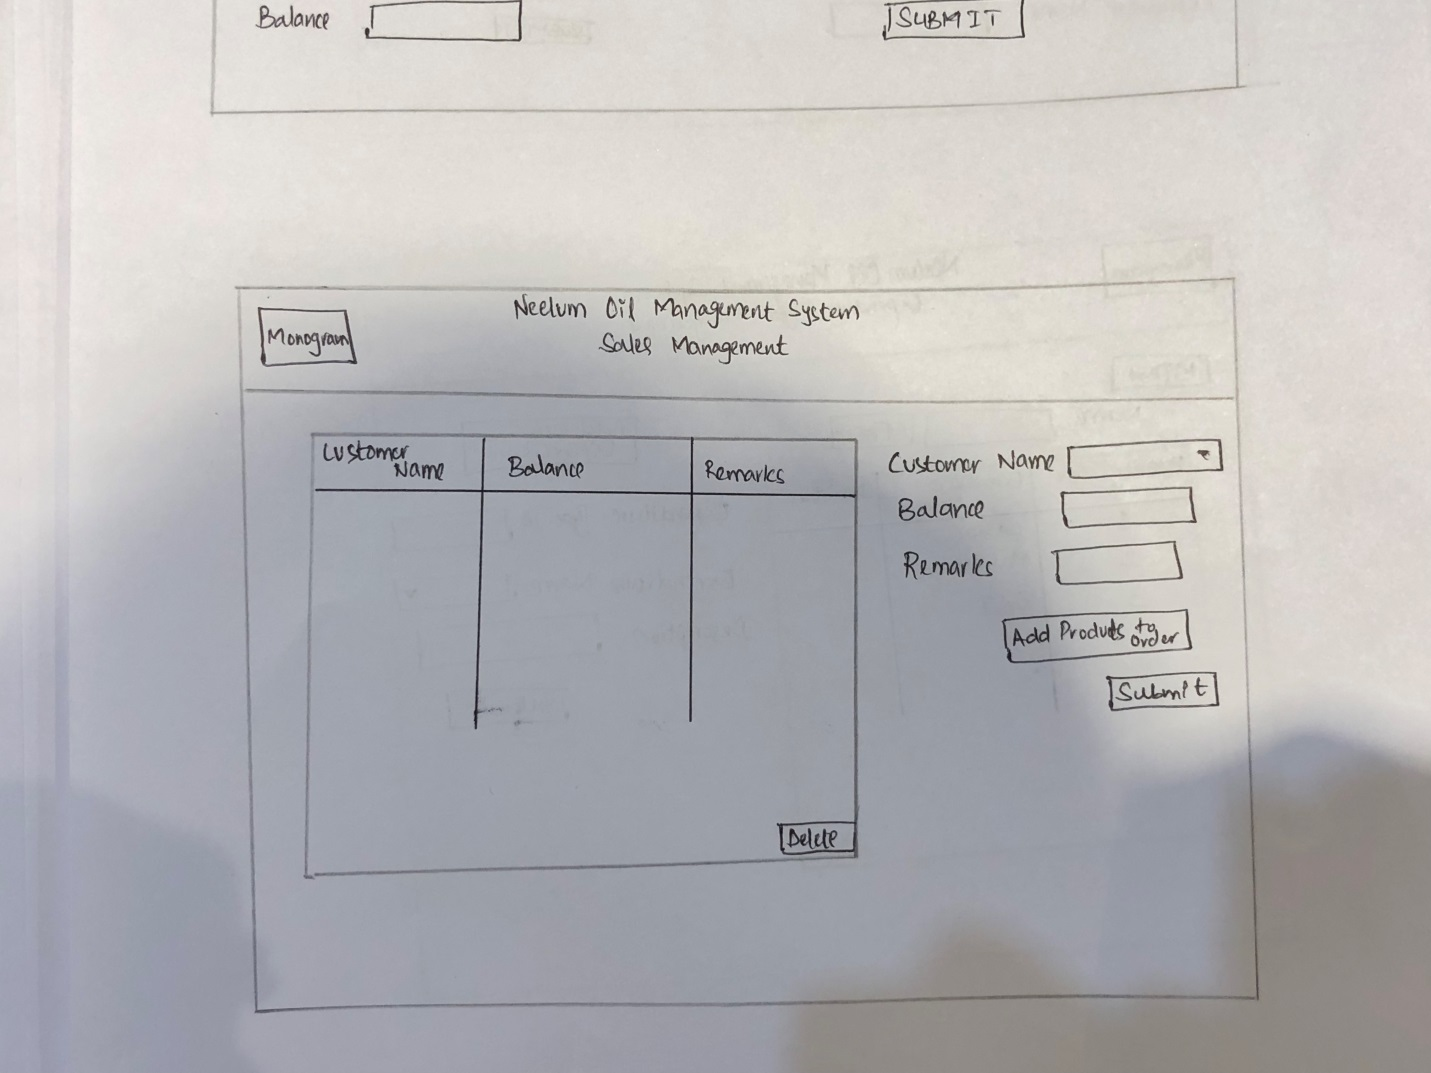 Balance
SUBMIT
Neelum Oil Management System
Sales Management
Monogram
Customer
Name
Balance
Remarks
Customer Name
Balance
Remarks
Add Products to
order
Submit
Delete